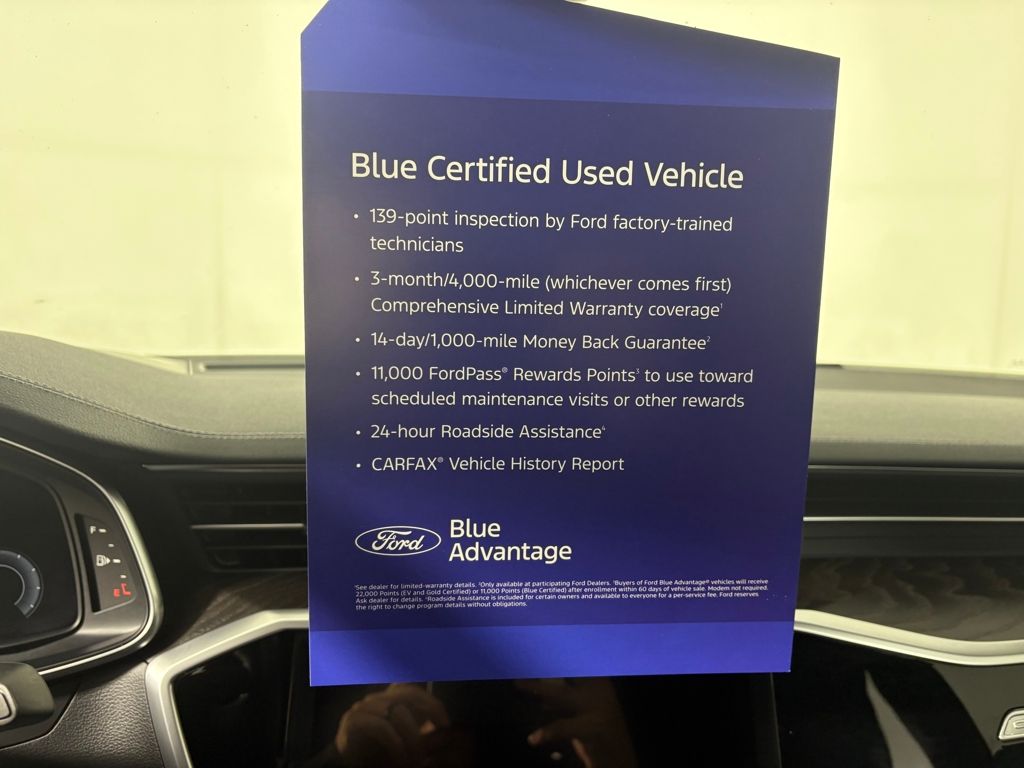 Blue Certified Used Vehicle
• 139-point inspection by Ford factory-trained
technicians
• 3-month/4,000-mile (whichever comes first)
Comprehensive Limited Warranty coverage¹
• 14-day/1,000-mile Money Back Guarantee²
• 11,000 FordPass® Rewards Points³ to use toward
scheduled maintenance visits or other rewards
• 24-hour Roadside Assistance⁴
• CARFAX® Vehicle History Report
Ford
Blue
Advantage
¹See dealer for limited-warranty details. ²Only available at participating Ford Dealers. ³Buyers of Ford Blue Advantage® vehicles will receive
22,000 Points (EV and Gold Certified) or 11,000 Points (Blue Certified) after enrollment within 60 days of vehicle sale. Modem not required.
Ask dealer for details. ⁴Roadside Assistance is included for certain owners and available to everyone for a per-service fee. Ford reserves
the right to change program details without obligations.
F
E